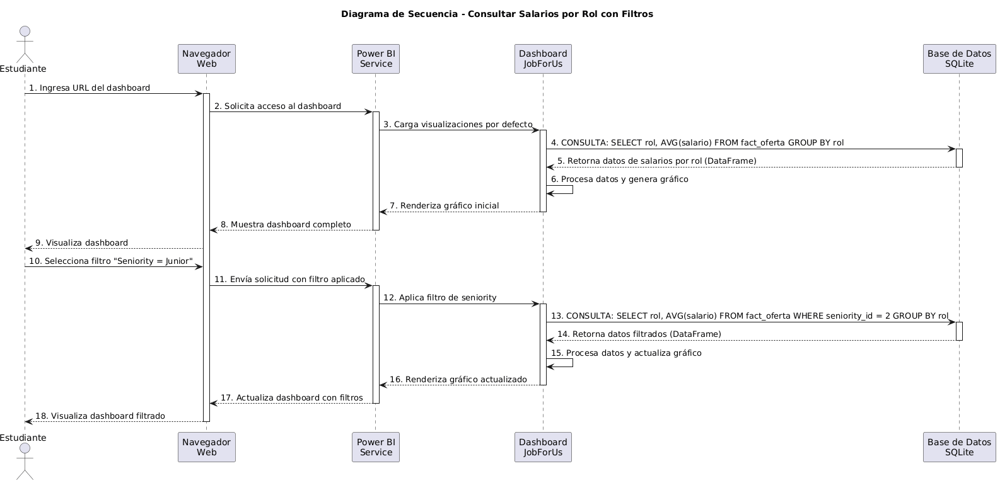 Diagrama de Secuencia - Consultar Salarios por Rol con Filtros
Estudiante
Navegador
Web
Power BI
Service
Dashboard
JobForUs
Base de Datos
SQLite
1. Ingresa URL del dashboard
2. Solicita acceso al dashboard
3. Carga visualizaciones por defecto
4. CONSULTA: SELECT rol, AVG(salario) FROM fact_oferta GROUP BY rol
5. Retorna datos de salarios por rol (DataFrame)
6. Procesa datos y genera gráfico
7. Renderiza gráfico inicial
8. Muestra dashboard completo
9. Visualiza dashboard
10. Selecciona filtro "Seniority = Junior"
11. Envía solicitud con filtro aplicado
12. Aplica filtro de seniority
13. CONSULTA: SELECT rol, AVG(salario) FROM fact_oferta WHERE seniority_id = 2 GROUP BY rol
14. Retorna datos filtrados (DataFrame)
15. Procesa datos y actualiza gráfico
16. Renderiza gráfico actualizado
17. Actualiza dashboard con filtros
18. Visualiza dashboard filtrado
Estudiante
Navegador
Web
Power BI
Service
Dashboard
JobForUs
Base de Datos
SQLite